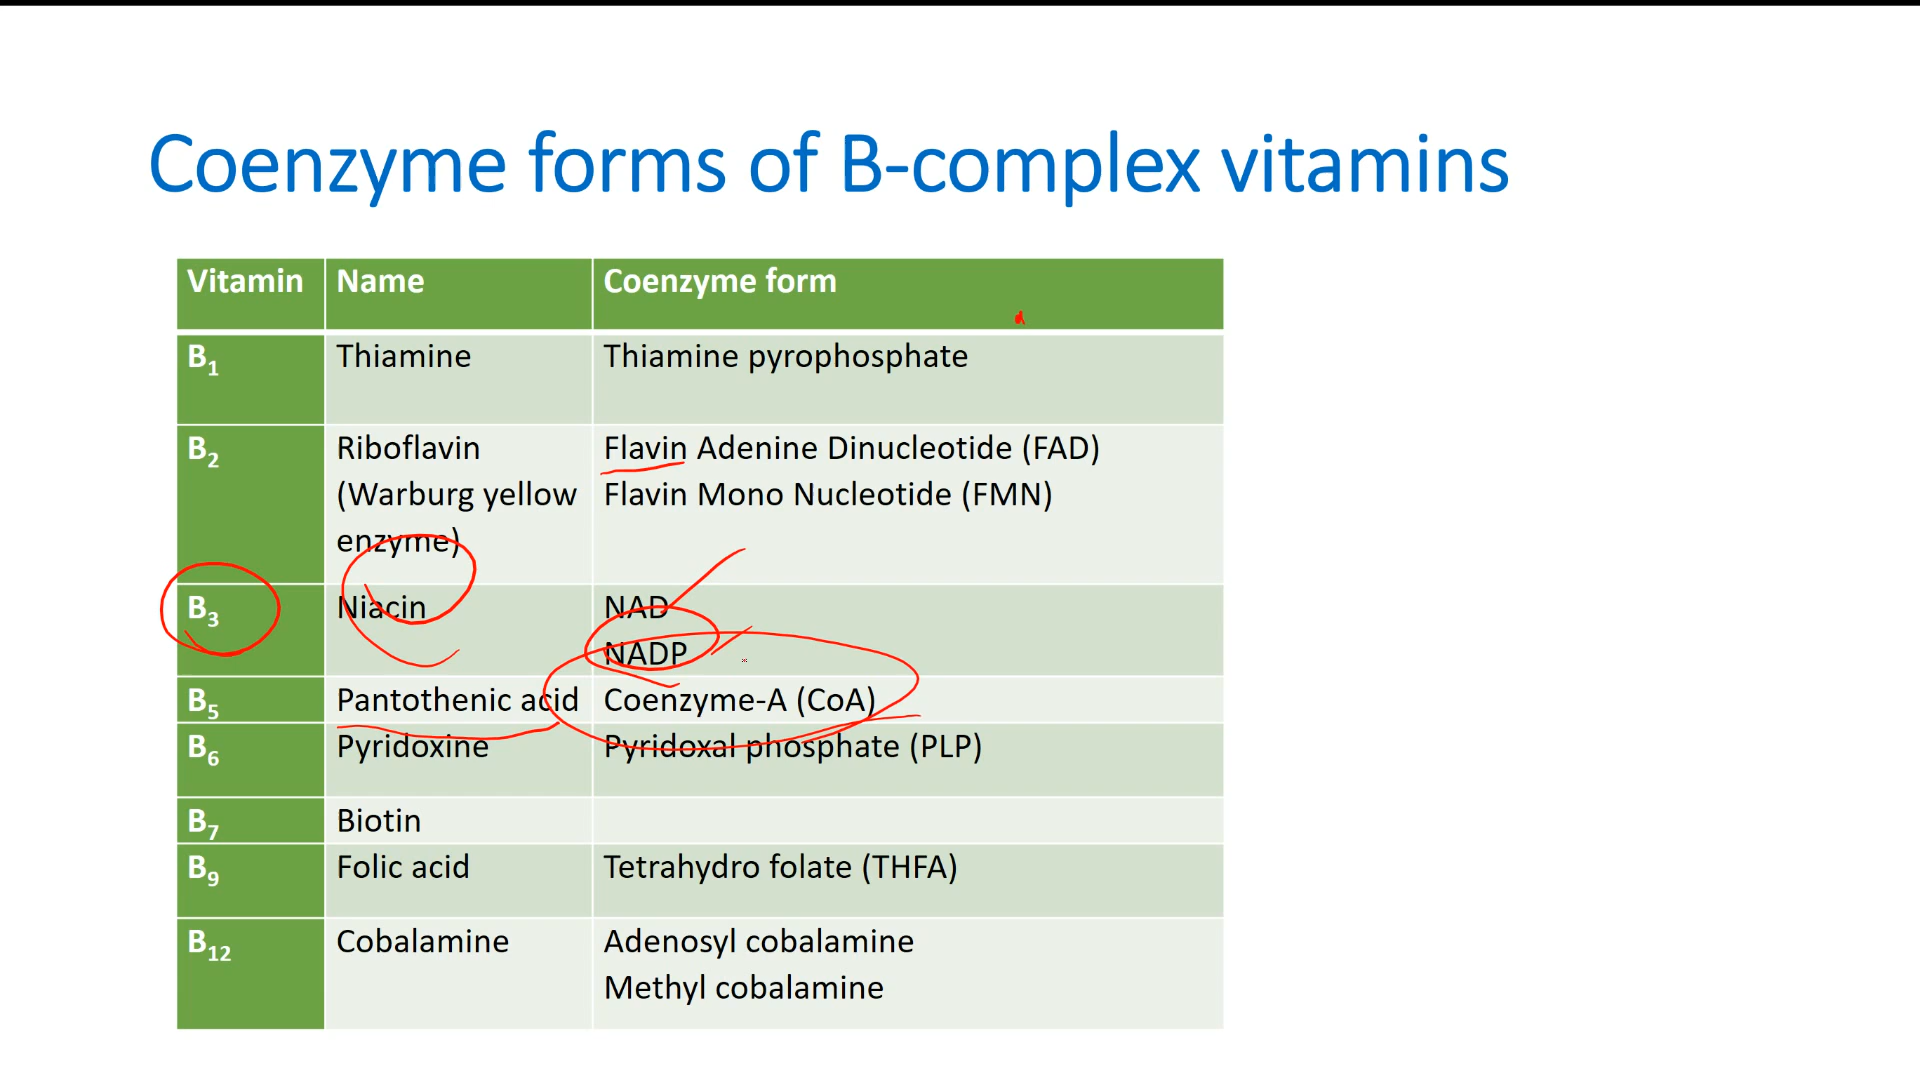 Coenzyme forms of B-complex vitamins
Vitamin Name Coenzyme form
B₁ Thiamine Thiamine pyrophosphate
B₂ Riboflavin Flavin Adenine Dinucleotide (FAD)
(Warburg yellow Flavin Mono Nucleotide (FMN)
enzyme)
B₃ Niacin NAD
NADP
B₅ Pantothenic acid Coenzyme-A (CoA)
B₆ Pyridoxine Pyridoxal phosphate (PLP)
B₇ Biotin
B₉ Folic acid Tetrahydro folate (THFA)
B₁₂ Cobalamine Adenosyl cobalamine
Methyl cobalamine